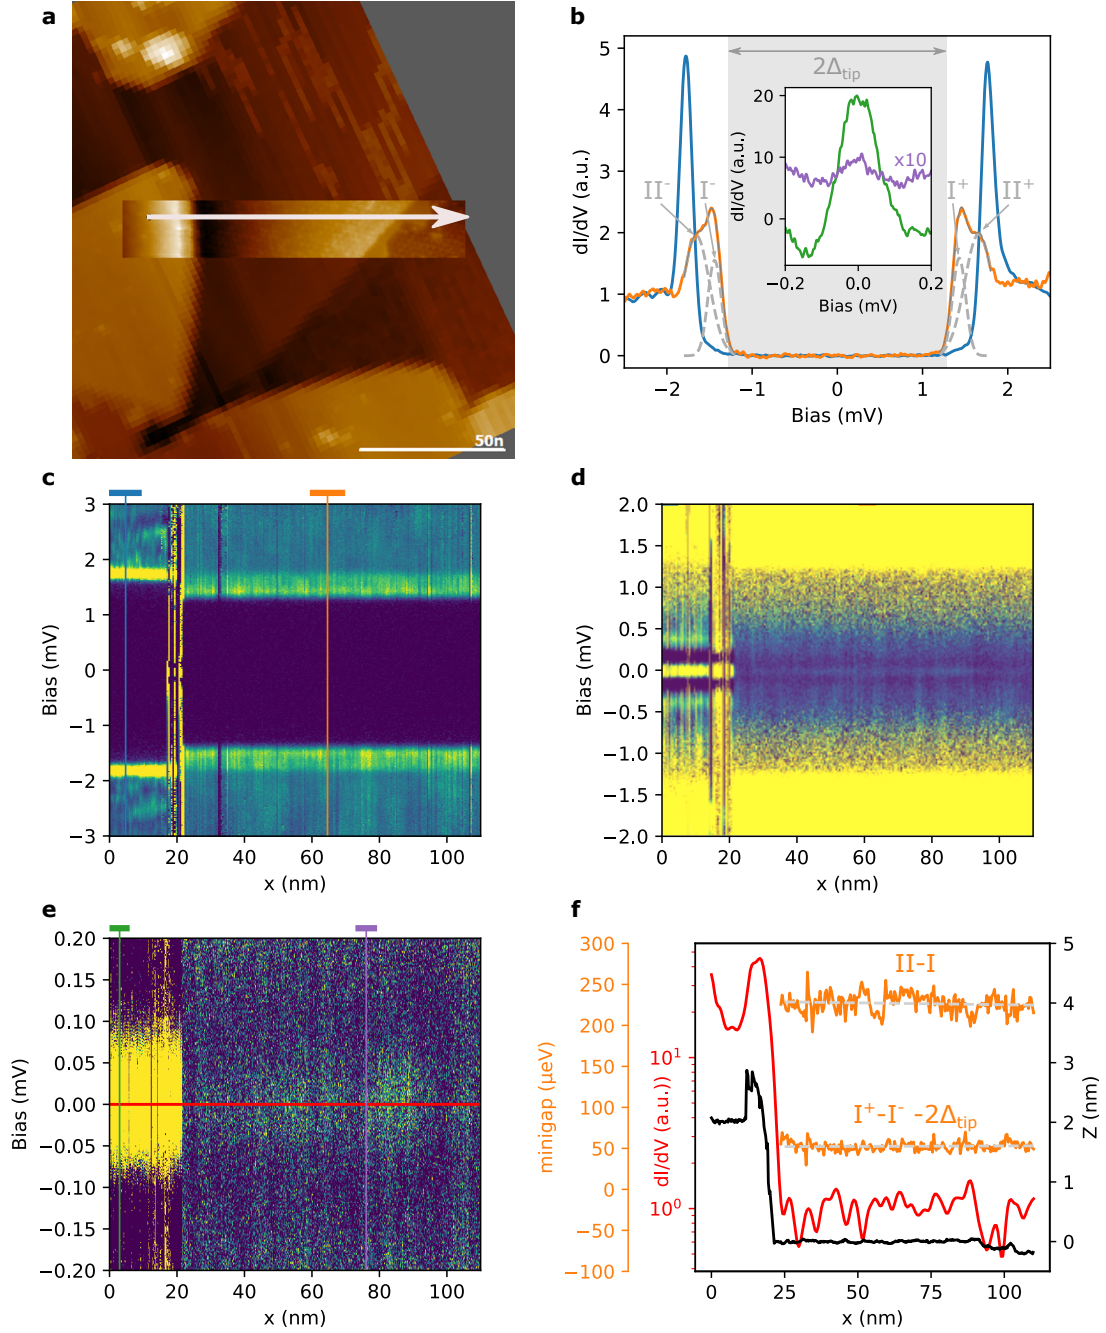 a
50n
b
5
4
3
2
1
0
dI/dV (a.u.)
−2
−1
0
1
2
Bias (mV)
2Δtip
II⁻
I⁻
I⁺
II⁺
20
10
0
dI/dV (a.u.)
x10
−0.2
0.0
0.2
Bias (mV)
c
3
2
1
0
−1
−2
−3
Bias (mV)
0
20
40
60
80
100
x (nm)
d
2.0
1.5
1.0
0.5
0.0
−0.5
−1.0
−1.5
−2.0
Bias (mV)
0
20
40
60
80
100
x (nm)
e
0.20
0.15
0.10
0.05
0.00
−0.05
−0.10
−0.15
−0.20
Bias (mV)
0
20
40
60
80
100
x (nm)
f
300
250
200
150
100
50
0
−50
−100
minigap (µeV)
10¹
10⁰
dI/dV (a.u.))
II-I
I⁺-I⁻ -2Δtip
5
4
3
2
1
0
Z (nm)
0
25
50
75
100
x (nm)